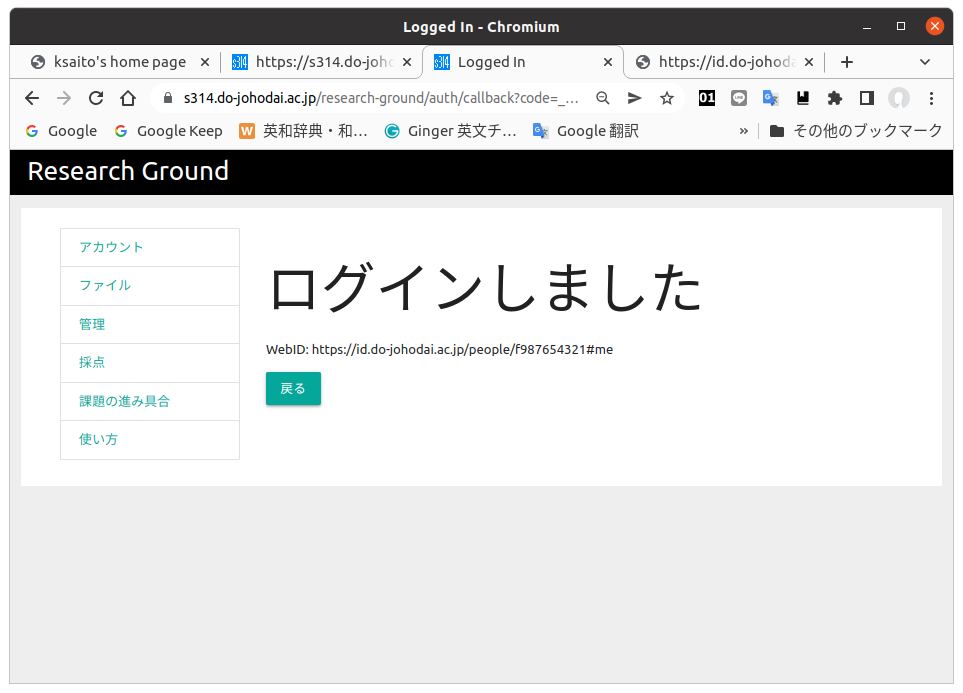 Logged In - Chromium
ksaito's home page
https://s314.do-joho
Logged In
https://id.do-johoda
s314.do-johodai.ac.jp/research-ground/auth/callback?code=_...
01
Google
Google Keep
英和辞典・和...
Ginger 英文チ...
Google 翻訳
»
その他のブックマーク
Research Ground
アカウント
ファイル
管理
採点
課題の進み具合
使い方
ログインしました
WebID: https://id.do-johodai.ac.jp/people/f987654321#me
戻る